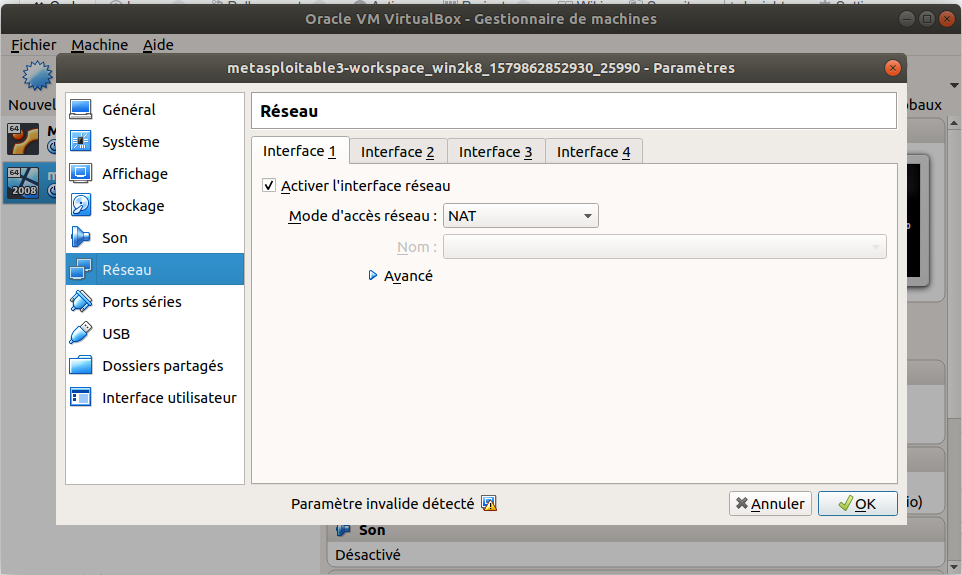 Oracle VM VirtualBox - Gestionnaire de machines
Fichier Machine Aide
metasploitable3-workspace_win2k8_1579862852930_25990 - Paramètres
Nouvel
obaux
64
64
2008
Général
Système
Affichage
Stockage
Son
Réseau
Ports séries
USB
Dossiers partagés
Interface utilisateur
Réseau
Interface 1 Interface 2 Interface 3 Interface 4
Activer l'interface réseau
Mode d'accès réseau : NAT
Nom :
Avancé
Paramètre invalide détecté
Annuler OK
io)
Son
Désactivé